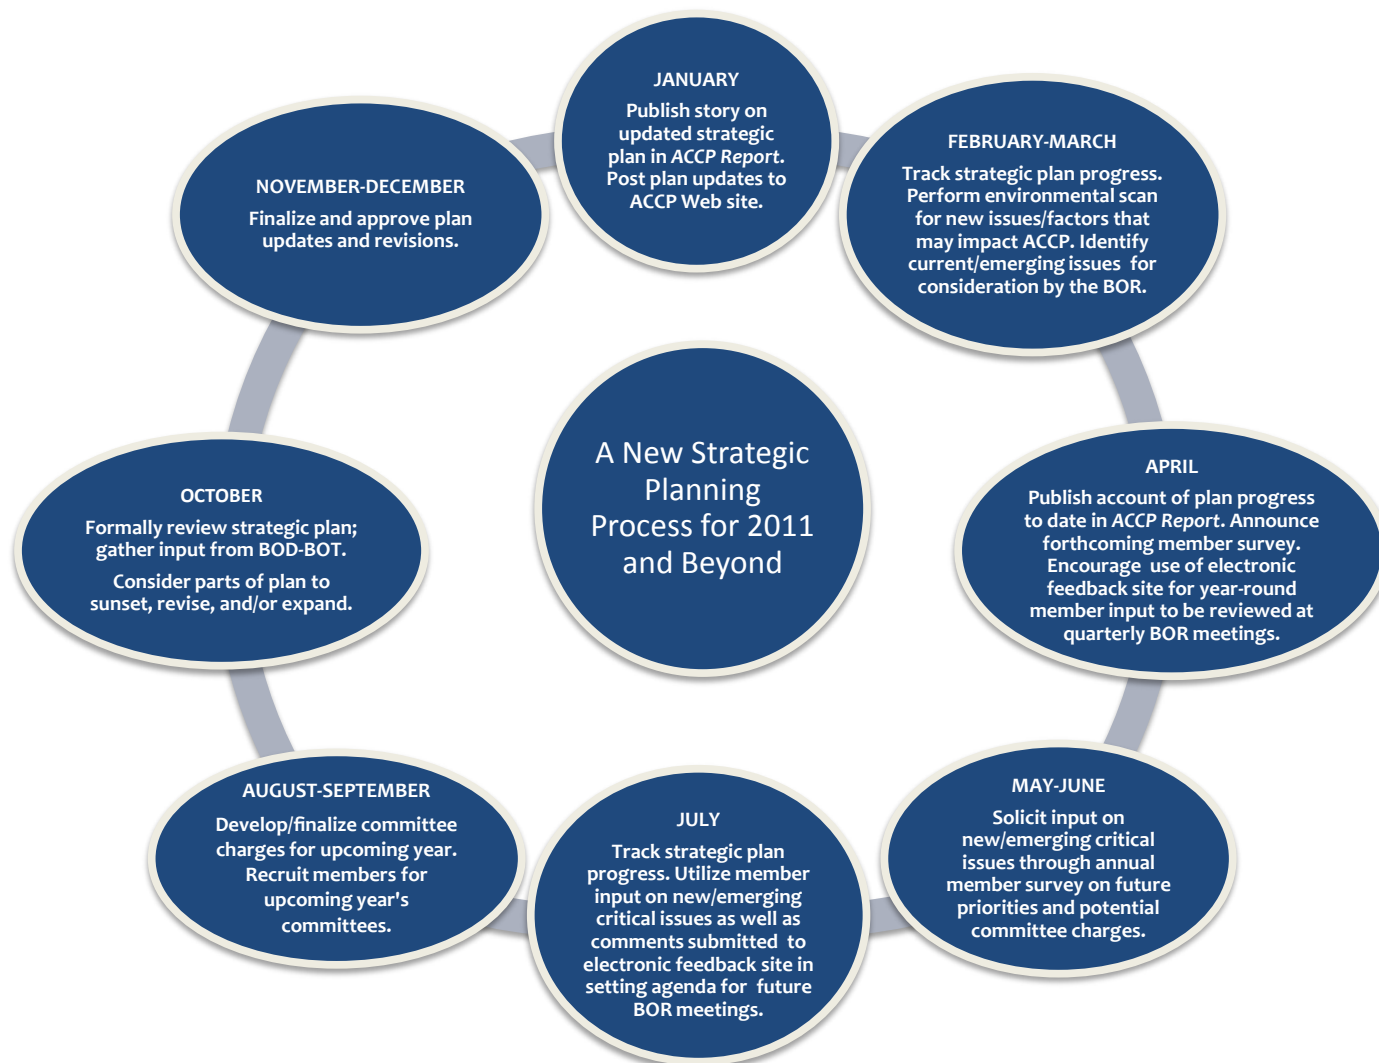 JANUARY
Publish story on
updated strategic
plan in ACCP Report.
Post plan updates to
ACCP Web site.
FEBRUARY-MARCH
Track strategic plan progress.
Perform environmental scan
for new issues/factors that
may impact ACCP. Identify
current/emerging issues for
consideration by the BOR.
APRIL
Publish account of plan progress
to date in ACCP Report. Announce
forthcoming member survey.
Encourage use of electronic
feedback site for year-round
member input to be reviewed at
quarterly BOR meetings.
MAY-JUNE
Solicit input on
new/emerging critical
issues through annual
member survey on future
priorities and potential
committee charges.
JULY
Track strategic plan
progress. Utilize member
input on new/emerging
critical issues as well as
comments submitted to
electronic feedback site in
setting agenda for future
BOR meetings.
AUGUST-SEPTEMBER
Develop/finalize committee
charges for upcoming year.
Recruit members for
upcoming year's
committees.
OCTOBER
Formally review strategic plan;
gather input from BOD-BOT.
Consider parts of plan to
sunset, revise, and/or expand.
NOVEMBER-DECEMBER
Finalize and approve plan
updates and revisions.
A New Strategic
Planning
Process for 2011
and Beyond